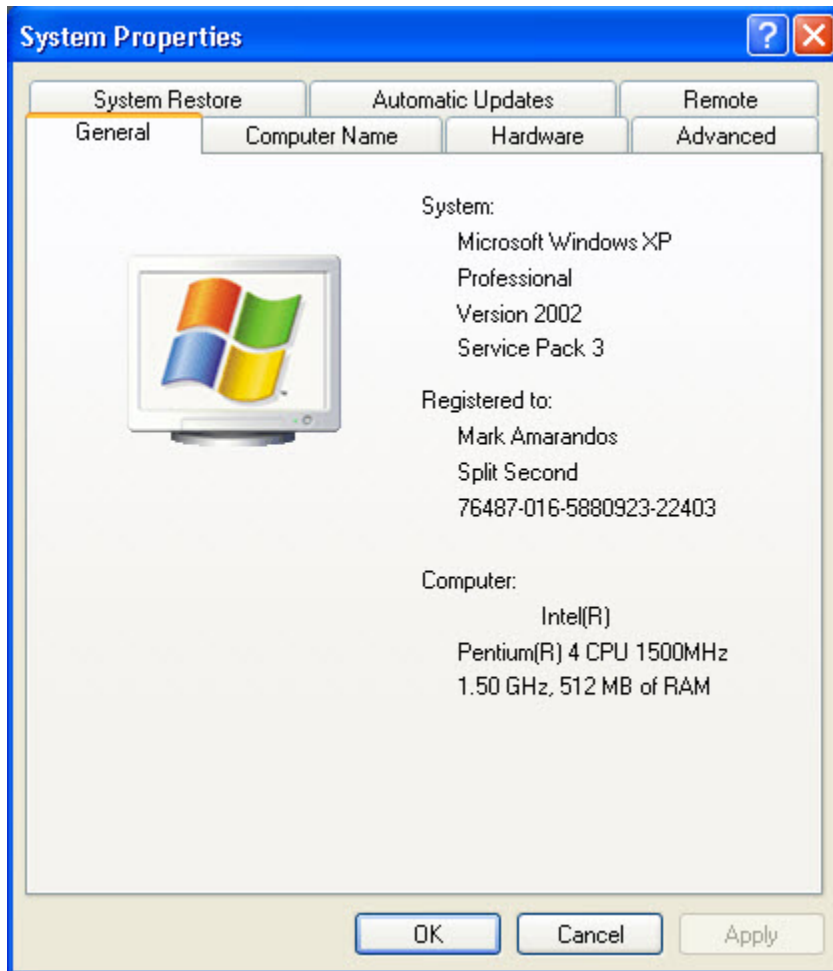 System Properties
System Restore
Automatic Updates
Remote
General
Computer Name
Hardware
Advanced
System:
Microsoft Windows XP
Professional
Version 2002
Service Pack 3
Registered to:
Mark Amarandos
Split Second
76487-016-5880923-22403
Computer:
Intel(R)
Pentium(R) 4 CPU 1500MHz
1.50 GHz, 512 MB of RAM
OK
Cancel
Apply